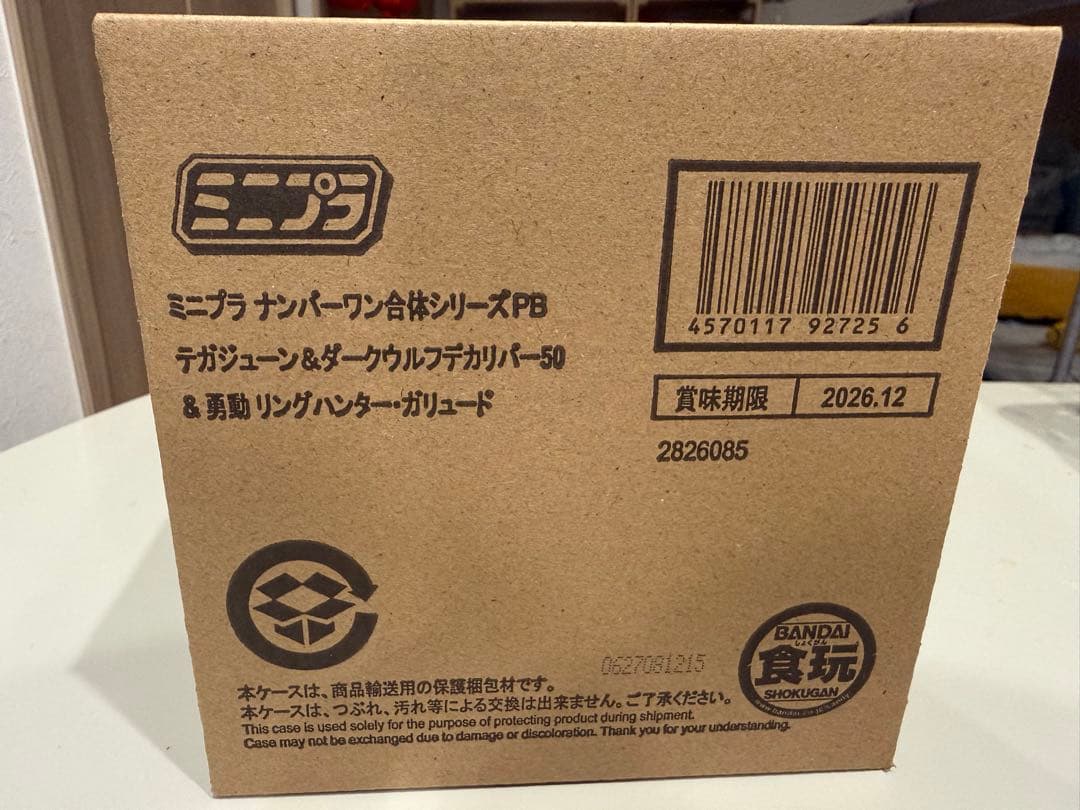 ミニプラ
ミニプラ ナンバーワン合体シリーズPB
テガジューン&ダークウルフデカリバー50
& 勇動 リングハンター・ガリュード
4570117 92725 6
賞味期限 2026.12
2826085
0627081215
BANDAI
しょくがん
食玩
SHOKUGAN
本ケースは、商品輸送用の保護梱包材です。
本ケースは、つぶれ、汚れ等による交換は出来ません。ご了承ください。
This case is used solely for the purpose of protecting product during shipment.
Case may not be exchanged due to damage or discoloration. Thank you for your understanding.